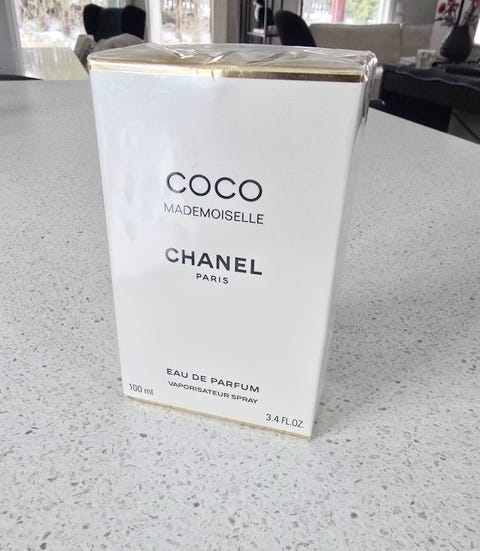 COCO
MADEMOISELLE
CHANEL
PARIS
EAU DE PARFUM
VAPORISATEUR SPRAY
100 ml
3.4 FL.OZ.